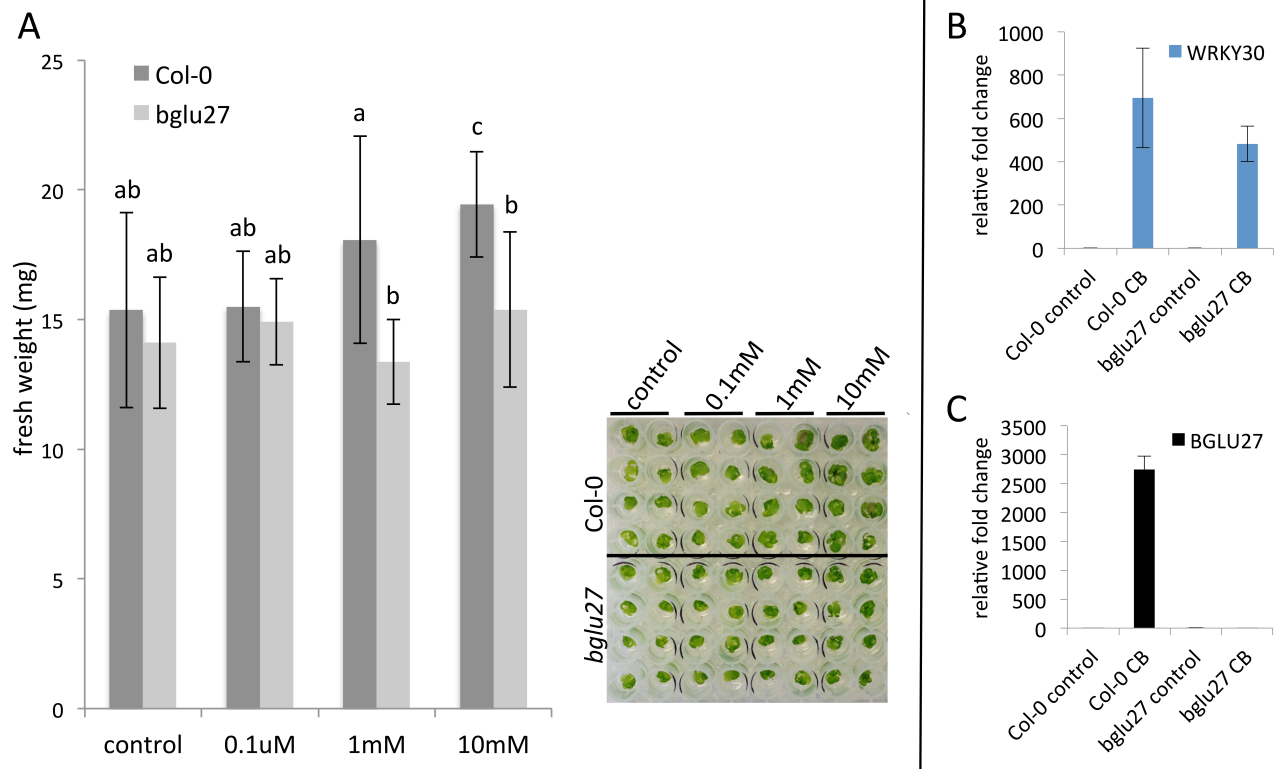 A
25
20
15
10
5
0
fresh weight (mg)
Col-0
bglu27
ab
ab
ab
ab
a
b
c
b
control
0.1uM
1mM
10mM
control
0.1mM
1mM
10mM
Col-0
bglu27
B
1000
800
600
400
200
0
relative fold change
WRKY30
Col-0 control
Col-0 CB
bglu27 control
bglu27 CB
C
3500
3000
2500
2000
1500
1000
500
0
relative fold change
BGLU27
Col-0 control
Col-0 CB
bglu27 control
bglu27 CB